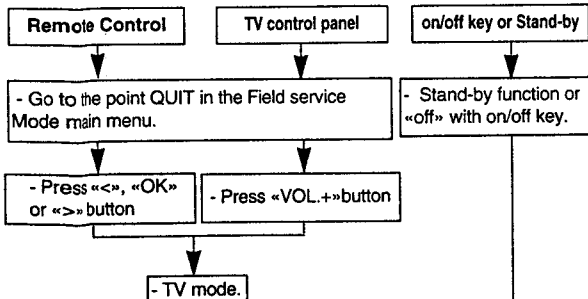 Remote Control
TV control panel
on/off key or Stand-by
- Go to the point QUIT in the Field service
Mode main menu.
- Stand-by function or
«off» with on/off key.
- Press «<», «OK»
or «>» button
- Press «VOL.+»button
- TV mode.